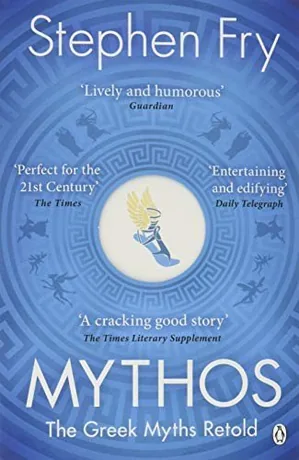 Stephen Fry
'Lively and humorous'
Guardian
'Perfect for the
21st Century'
The Times
'Entertaining
and edifying'
Daily Telegraph
'A cracking good story'
The Times Literary Supplement
MYTHOS
The Greek Myths Retold